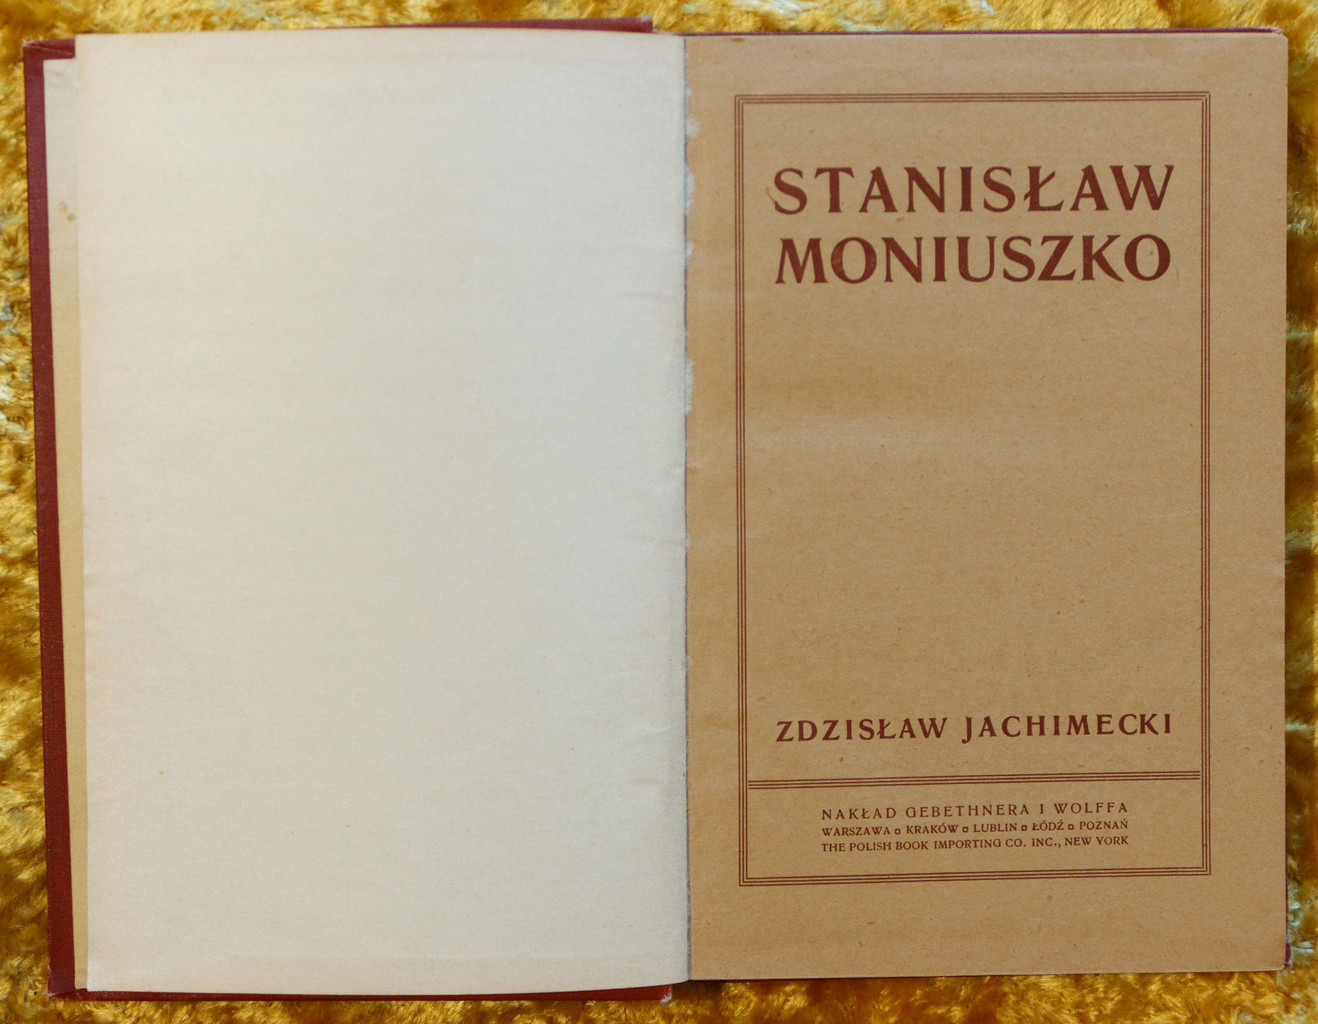 STANISŁAW
MONIUSZKO
ZDZISŁAW JACHIMECKI
NAKŁAD GEBETHNERA I WOLFFA
WARSZAWA ▫ KRAKÓW ▫ LUBLIN ▫ ŁÓDŹ ▫ POZNAŃ
THE POLISH BOOK IMPORTING CO. INC., NEW YORK